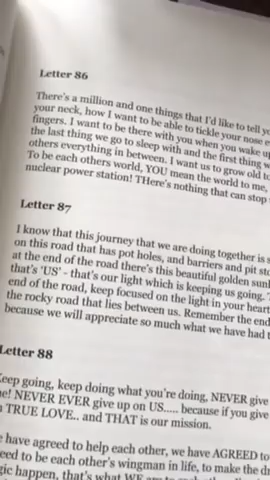 Letter 86
There's a million and one things that I'd like to tell
your neck, how I want to be able to tickle your nose
fingers. I want to be there with you when you wake
the last thing we go to sleep with and the first thing
others everything in between. I want us to grow old
To be each others world, YOU mean the world to me,
nuclear power station! THere's nothing that can stop
Letter 87
I know that this journey that we are doing together is
on this road that has pot holes, and barriers and pit
at the end of the road there's this beautiful golden
that's 'US' - that's our light which is keeping us going.
end of the road, keep focused on the light in your heart
the rocky road that lies between us. Remember the end
because we will appreciate so much what we have had
Letter 88
Keep going, keep doing what you're doing, NEVER give
me! NEVER EVER give up on US..... because if you give
TRUE LOVE.. and THAT is our mission.
have agreed to help each other, we have AGREED to
to be each other's wingman in life, to make the
happen, that's what WE are